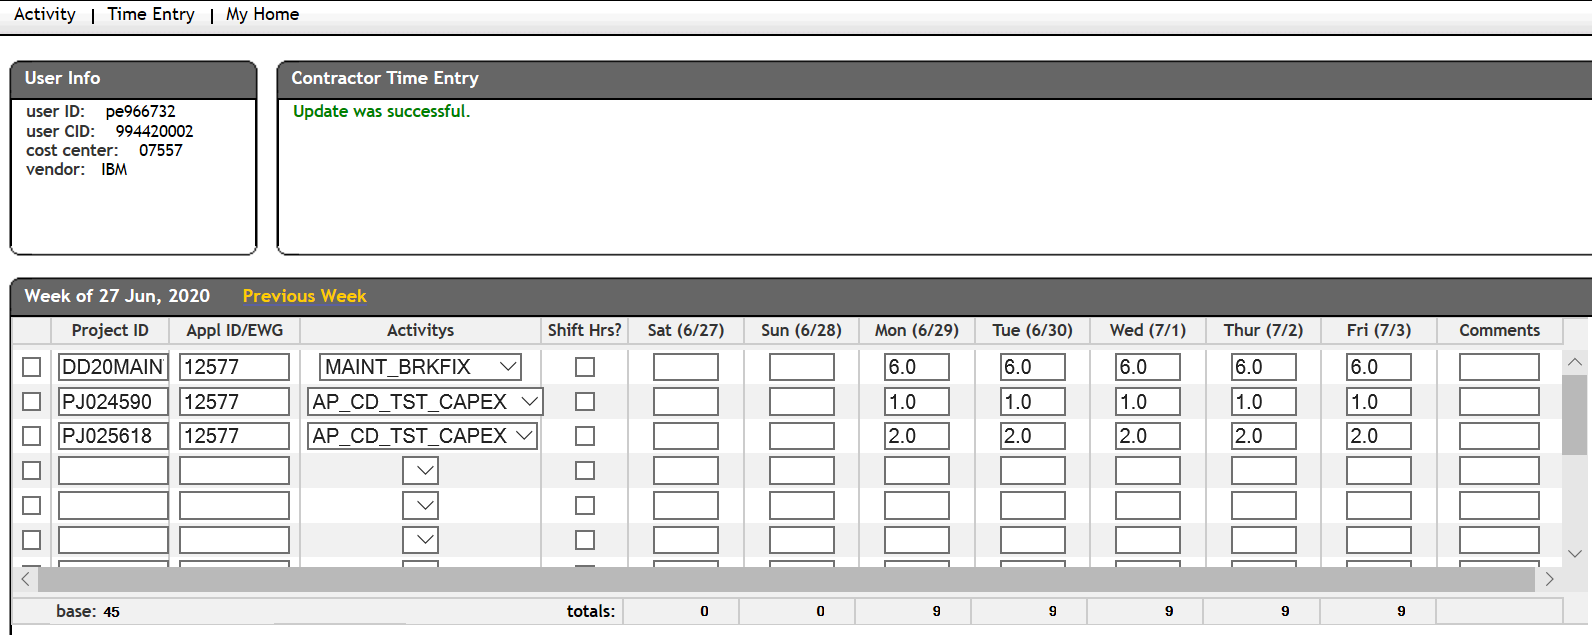 Activity | Time Entry | My Home
User Info
user ID: pe966732
user CID: 994420002
cost center: 07557
vendor: IBM
Contractor Time Entry
Update was successful.
Week of 27 Jun, 2020 Previous Week
Project ID Appl ID/EWG Activitys Shift Hrs? Sat (6/27) Sun (6/28) Mon (6/29) Tue (6/30) Wed (7/1) Thur (7/2) Fri (7/3) Comments
DD20MAIN 12577 MAINT_BRKFIX 6.0 6.0 6.0 6.0 6.0
PJ024590 12577 AP_CD_TST_CAPEX 1.0 1.0 1.0 1.0 1.0
PJ025618 12577 AP_CD_TST_CAPEX 2.0 2.0 2.0 2.0 2.0
base: 45 totals: 0 0 9 9 9 9 9